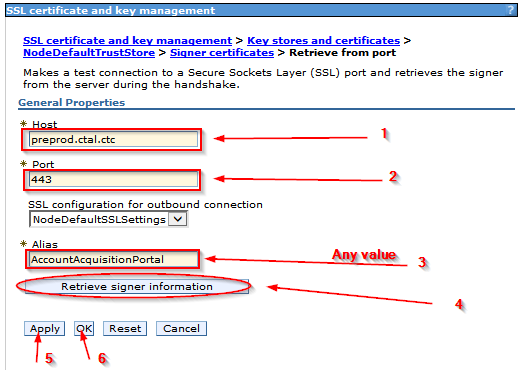 SSL certificate and key management ?
SSL certificate and key management > Key stores and certificates >
NodeDefaultTrustStore > Signer certificates > Retrieve from port
Makes a test connection to a Secure Sockets Layer (SSL) port and retrieves the signer
from the server during the handshake.
General Properties
* Host
preprod.ctal.ctc 1
* Port
443 2
SSL configuration for outbound connection
NodeDefaultSSLSettings
* Alias
AccountAcquisitionPortal Any value 3
Retrieve signer information 4
Apply OK Reset Cancel
5 6